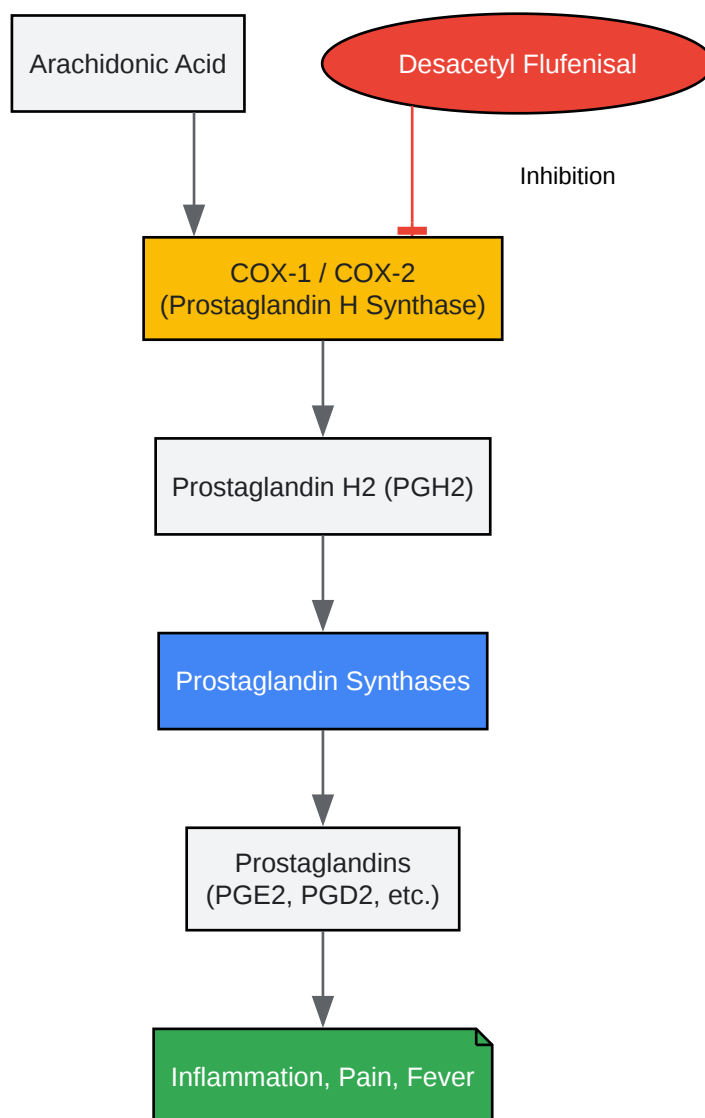 Arachidonic Acid
Desacetyl Flufenisal
Inhibition
COX-1 / COX-2
(Prostaglandin H Synthase)
Prostaglandin H2 (PGH2)
Prostaglandin Synthases
Prostaglandins
(PGE2, PGD2, etc.)
Inflammation, Pain, Fever